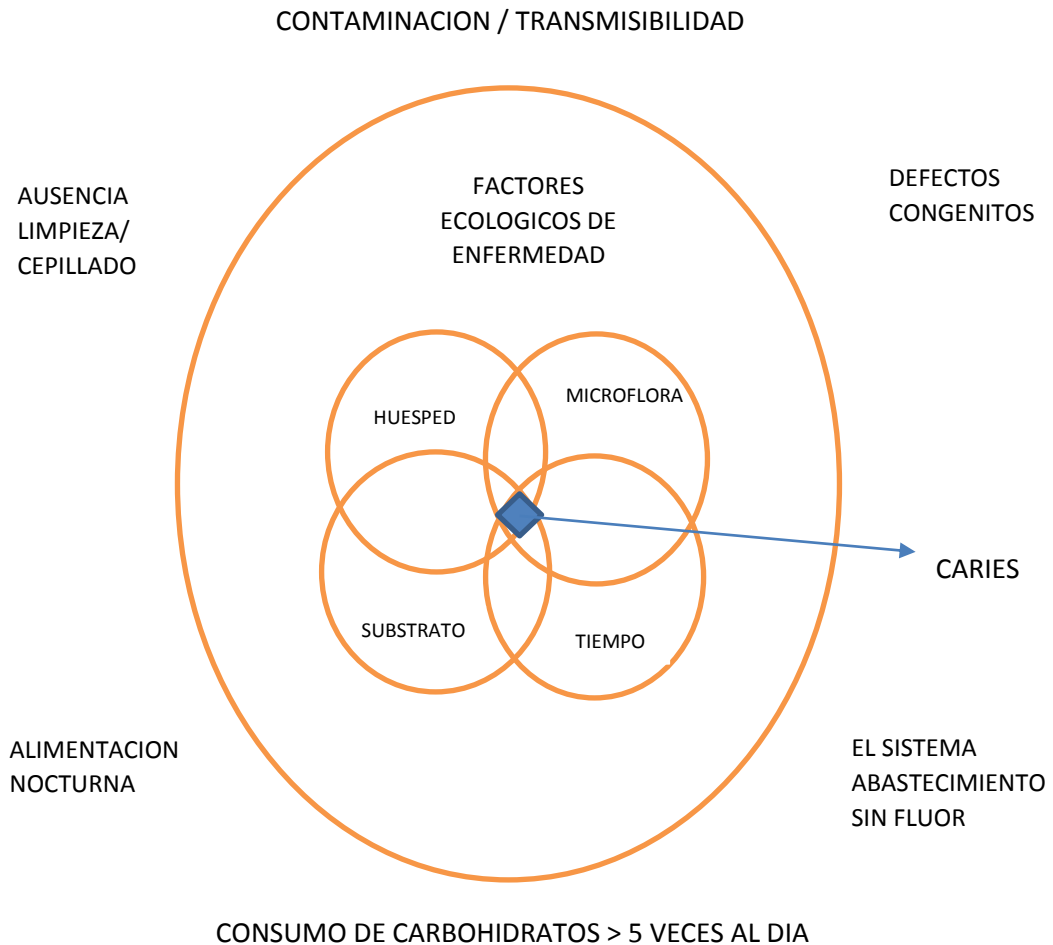 CONTAMINACION / TRANSMISIBILIDAD
AUSENCIA
LIMPIEZA/
CEPILLADO
FACTORES
ECOLOGICOS DE
ENFERMEDAD
DEFECTOS
CONGENITOS
HUESPED
MICROFLORA
SUBSTRATO
TIEMPO
CARIES
ALIMENTACION
NOCTURNA
EL SISTEMA
ABASTECIMIENTO
SIN FLUOR
CONSUMO DE CARBOHIDRATOS > 5 VECES AL DIA